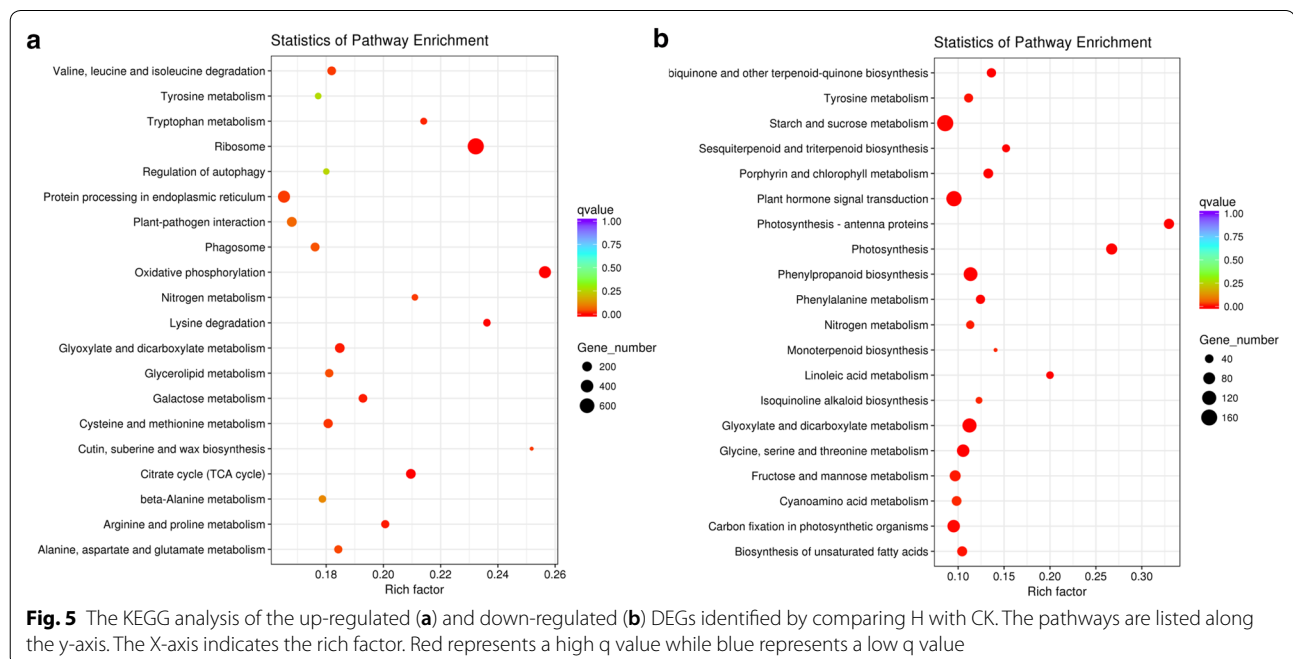 a
Statistics of Pathway Enrichment
Valine, leucine and isoleucine degradation
Tyrosine metabolism
Tryptophan metabolism
Ribosome
Regulation of autophagy
Protein processing in endoplasmic reticulum
Plant-pathogen interaction
Phagosome
Oxidative phosphorylation
Nitrogen metabolism
Lysine degradation
Glyoxylate and dicarboxylate metabolism
Glycerolipid metabolism
Galactose metabolism
Cysteine and methionine metabolism
Cutin, suberine and wax biosynthesis
Citrate cycle (TCA cycle)
beta-Alanine metabolism
Arginine and proline metabolism
Alanine, aspartate and glutamate metabolism
0.18 0.20 0.22 0.24 0.26
Rich factor
qvalue
1.00
0.75
0.50
0.25
0.00
Gene_number
200
400
600
b
Statistics of Pathway Enrichment
biquinone and other terpenoid-quinone biosynthesis
Tyrosine metabolism
Starch and sucrose metabolism
Sesquiterpenoid and triterpenoid biosynthesis
Porphyrin and chlorophyll metabolism
Plant hormone signal transduction
Photosynthesis - antenna proteins
Photosynthesis
Phenylpropanoid biosynthesis
Phenylalanine metabolism
Nitrogen metabolism
Monoterpenoid biosynthesis
Linoleic acid metabolism
Isoquinoline alkaloid biosynthesis
Glyoxylate and dicarboxylate metabolism
Glycine, serine and threonine metabolism
Fructose and mannose metabolism
Cyanoamino acid metabolism
Carbon fixation in photosynthetic organisms
Biosynthesis of unsaturated fatty acids
0.10 0.15 0.20 0.25 0.30
Rich factor
qvalue
1.00
0.75
0.50
0.25
0.00
Gene_number
40
80
120
160
Fig. 5 The KEGG analysis of the up-regulated (a) and down-regulated (b) DEGs identified by comparing H with CK. The pathways are listed along
the y-axis. The X-axis indicates the rich factor. Red represents a high q value while blue represents a low q value